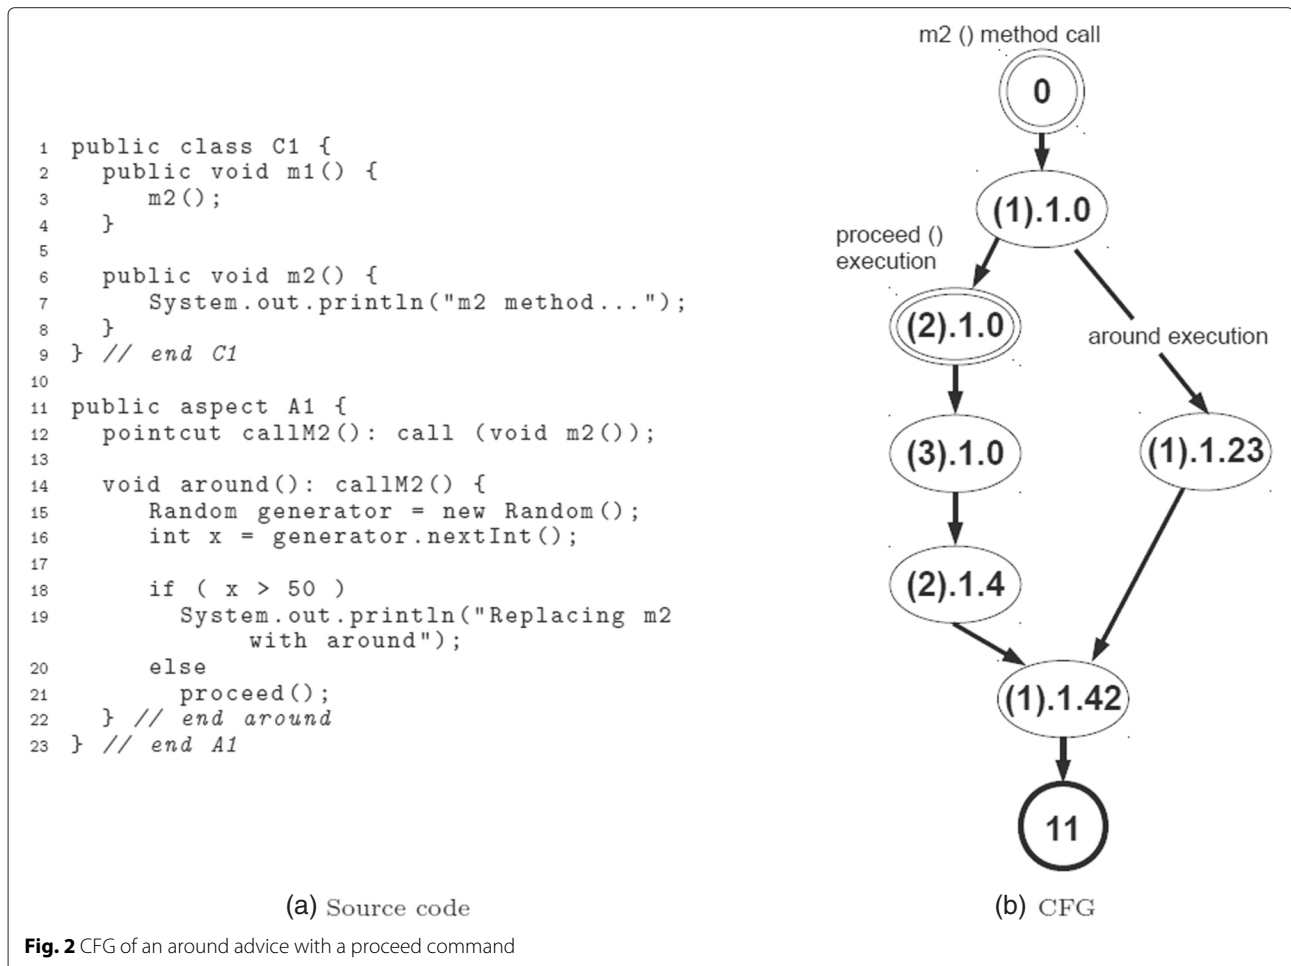 1 public class C1 {
2 public void m1() {
3 m2();
4 }
5
6 public void m2() {
7 System.out.println("m2 method...");
8 }
9 } // end C1
10
11 public aspect A1 {
12 pointcut callM2(): call (void m2());
13
14 void around(): callM2() {
15 Random generator = new Random();
16 int x = generator.nextInt();
17
18 if ( x > 50 )
19 System.out.println("Replacing m2
with around");
20 else
21 proceed();
22 } // end around
23 } // end A1
(a) Source code
m2 () method call
0
(1).1.0
proceed ()
execution
(2).1.0
around execution
(3).1.0
(1).1.23
(2).1.4
(1).1.42
11
(b) CFG
Fig. 2 CFG of an around advice with a proceed command